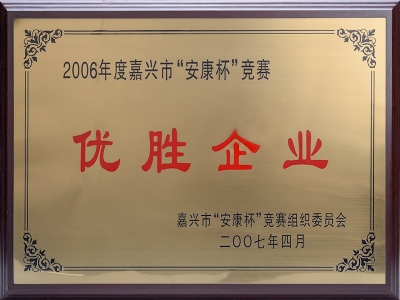 2006年度嘉兴市“安康杯”竞赛
优胜企业
嘉兴市“安康杯”竞赛组织委员会
二〇〇七年四月